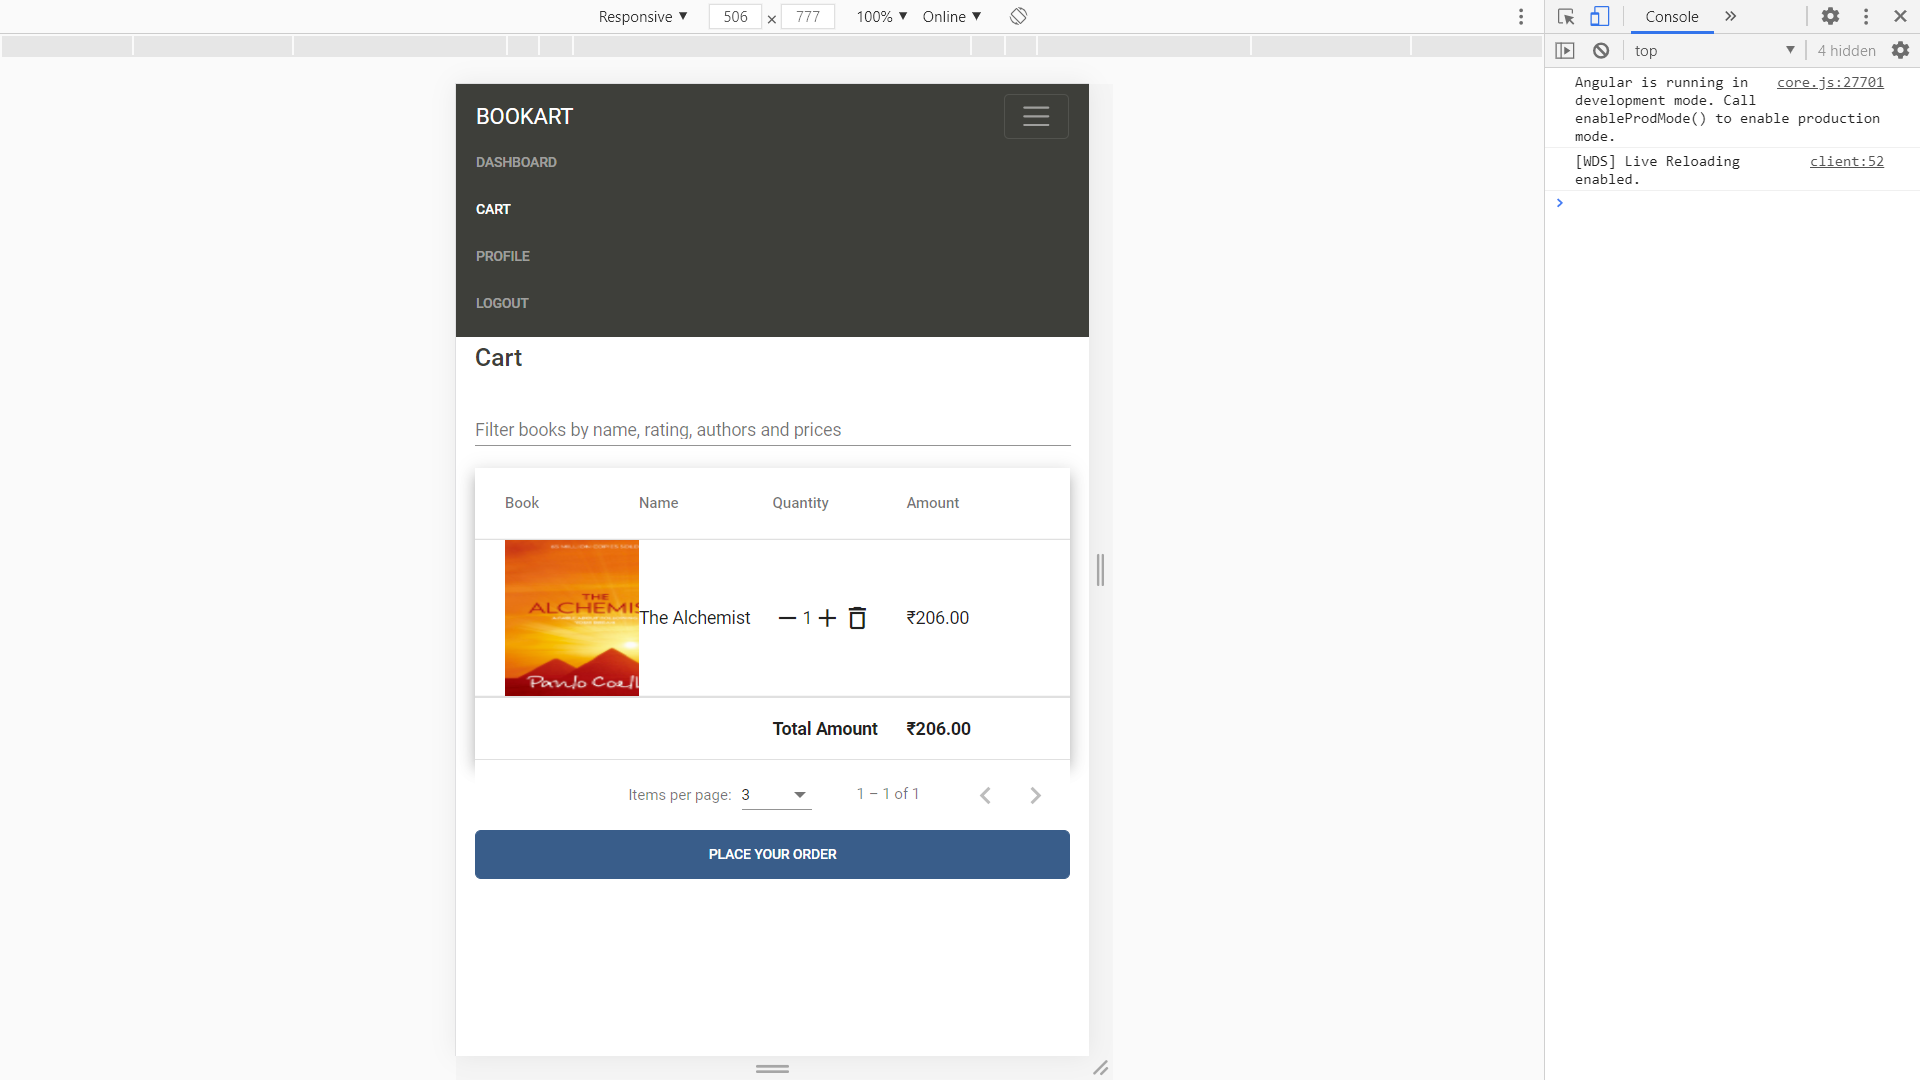 Responsive ▼ 506 × 777 100% ▼ Online ▼
Console »
top ▼ 4 hidden
Angular is running in core.js:27701
development mode. Call
enableProdMode() to enable production
mode.
[WDS] Live Reloading client:52
enabled.
BOOKART
DASHBOARD
CART
PROFILE
LOGOUT
Cart
Filter books by name, rating, authors and prices
Book Name Quantity Amount
THE
ALCHEMIS
The Alchemist 1 ₹206.00
Total Amount ₹206.00
Items per page: 3 1 – 1 of 1
PLACE YOUR ORDER